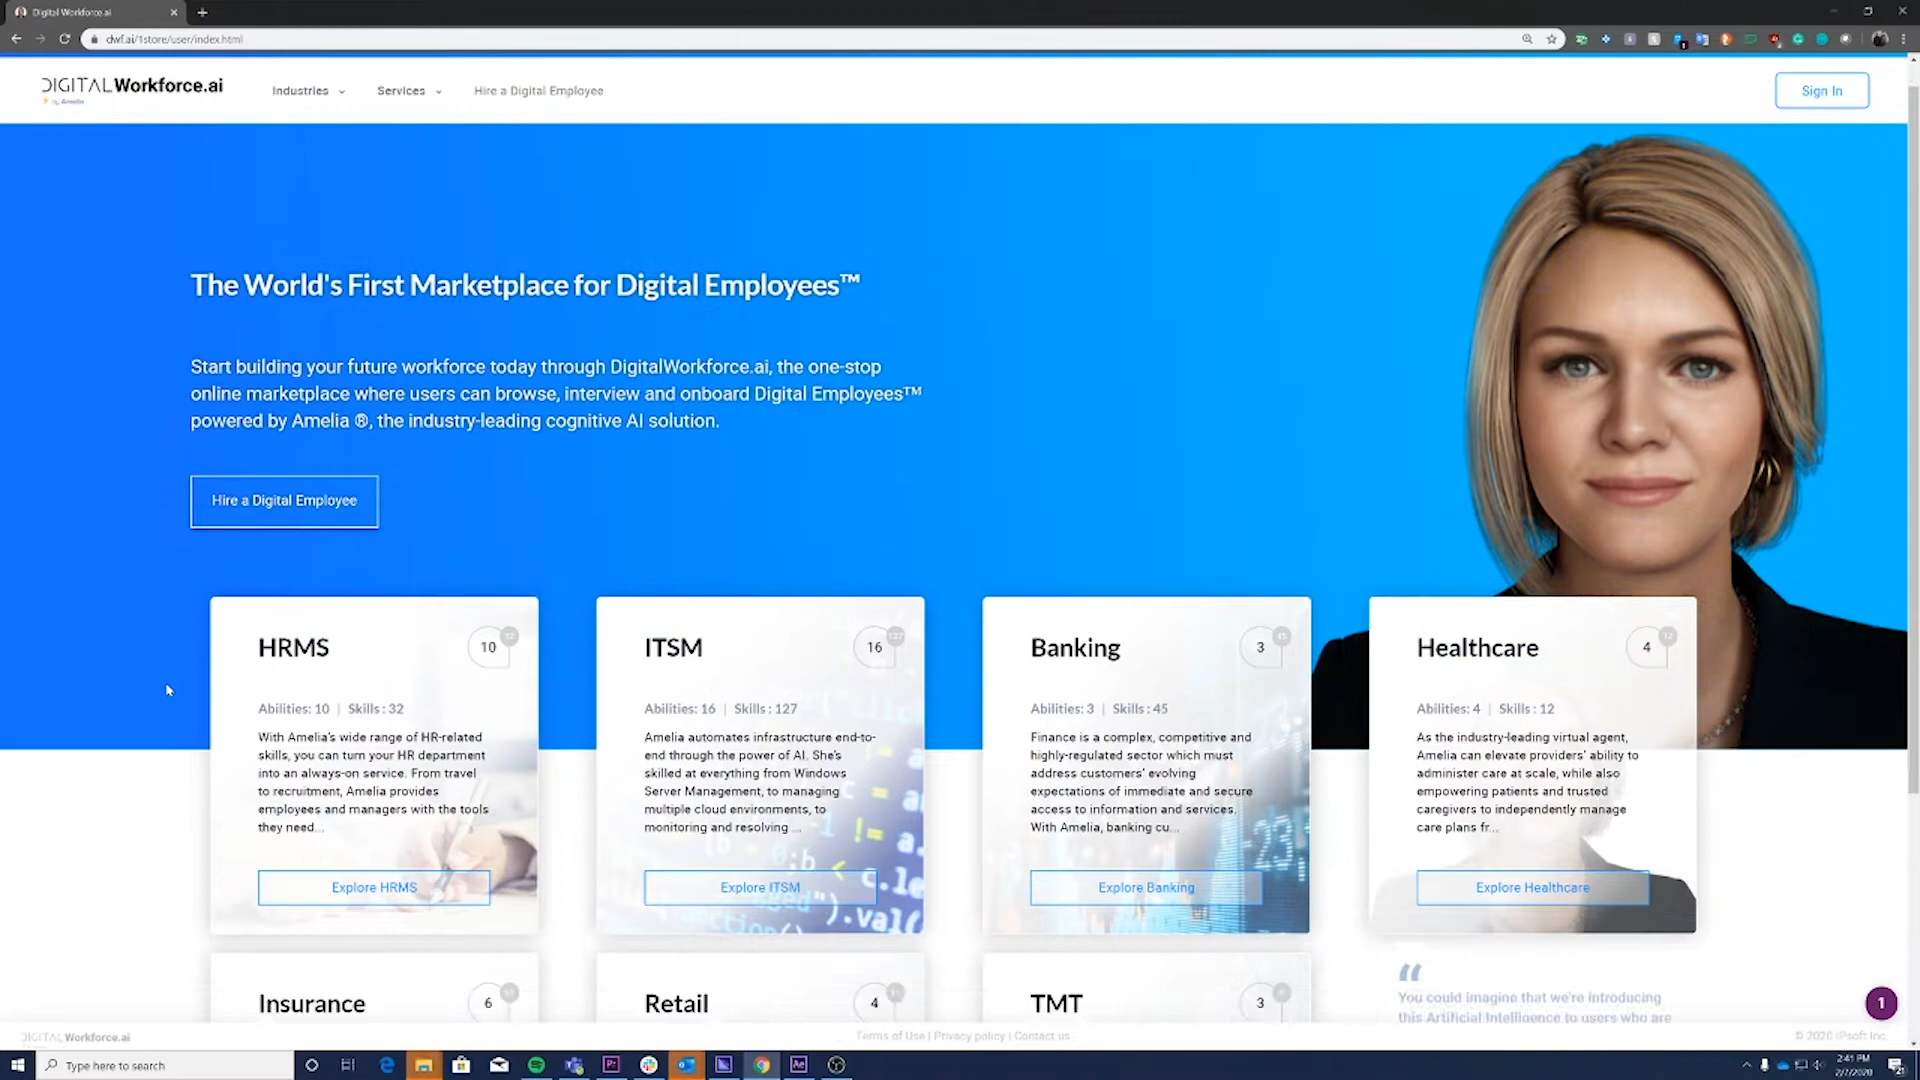 Digital Workforce.ai
dwf.ai/1store/user/index.html
DIGITALWorkforce.ai
by Amelia
Industries
Services
Hire a Digital Employee
Sign In
The World's First Marketplace for Digital Employees™
Start building your future workforce today through DigitalWorkforce.ai, the one-stop
online marketplace where users can browse, interview and onboard Digital Employees™
powered by Amelia ®, the industry-leading cognitive AI solution.
Hire a Digital Employee
HRMS
10
32
Abilities: 10 | Skills : 32
With Amelia's wide range of HR-related
skills, you can turn your HR department
into an always-on service. From travel
to recruitment, Amelia provides
employees and managers with the tools
they need...
Explore HRMS
ITSM
16
127
Abilities: 16 | Skills : 127
Amelia automates infrastructure end-to-
end through the power of AI. She's
skilled at everything from Windows
Server Management, to managing
multiple cloud environments, to
monitoring and resolving ...
Explore ITSM
Banking
3
45
Abilities: 3 | Skills : 45
Finance is a complex, competitive and
highly-regulated sector which must
address customers' evolving
expectations of immediate and secure
access to information and services.
With Amelia, banking cu...
Explore Banking
Healthcare
4
12
Abilities: 4 | Skills : 12
As the industry-leading virtual agent,
Amelia can elevate providers' ability to
administer care at scale, while also
empowering patients and trusted
caregivers to independently manage
care plans fr...
Explore Healthcare
Insurance
6
Retail
4
TMT
3
You could imagine that we're introducing
this Artificial Intelligence to users who are
1
DIGITALWorkforce.ai
Terms of Use | Privacy policy | Contact us
© 2020 IPsoft Inc.
Type here to search
2:41 PM
2/7/2020